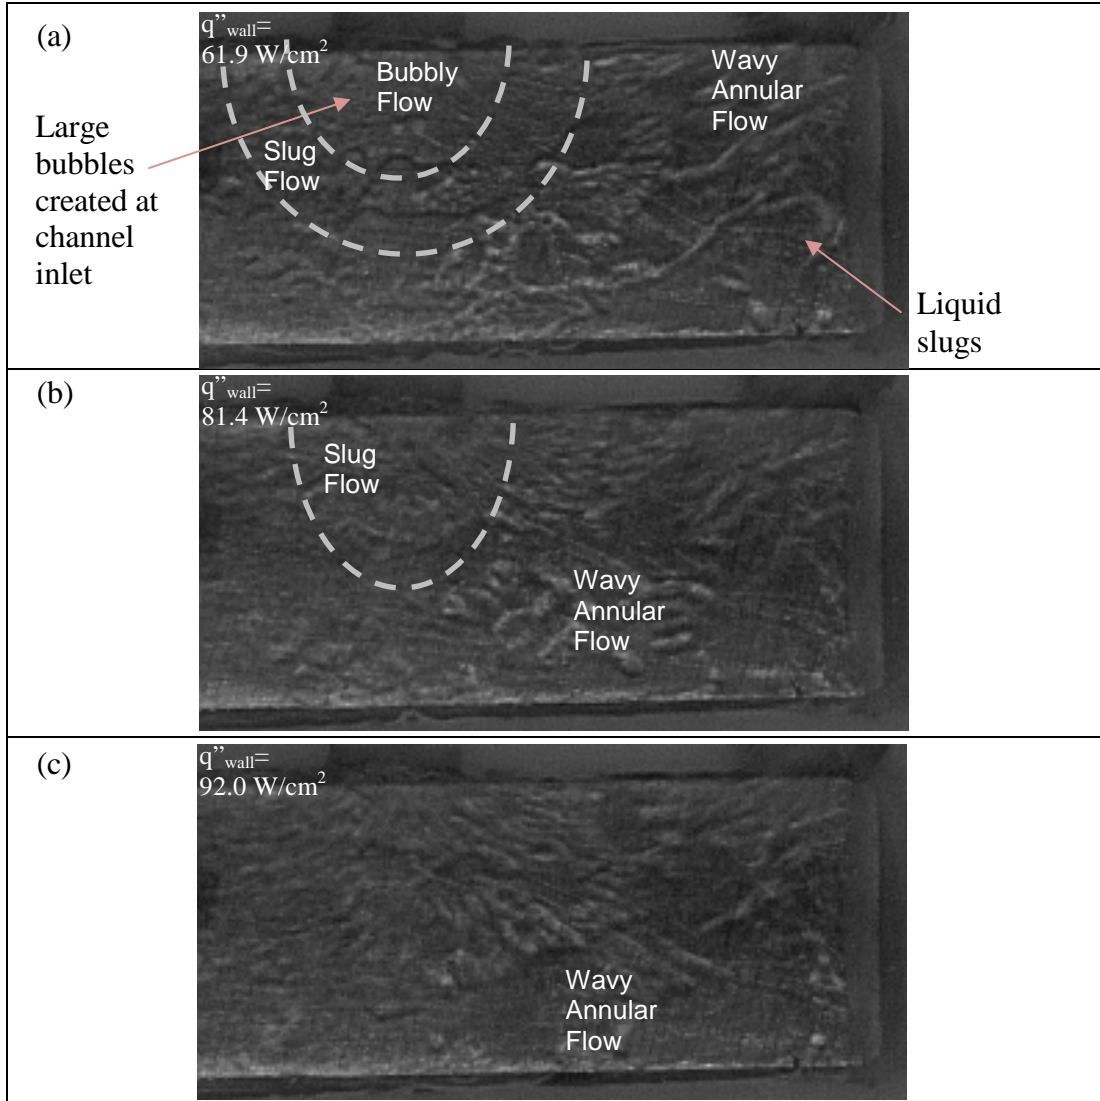 (a)
q”wall=
61.9 W/cm2
Bubbly
Flow
Wavy
Annular
Flow
Large
bubbles
created at
channel
inlet
Slug
Flow
Liquid
slugs
(b)
q”wall=
81.4 W/cm2
Slug
Flow
Wavy
Annular
Flow
(c)
q”wall=
92.0 W/cm2
Wavy
Annular
Flow